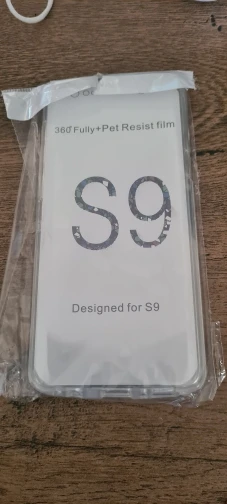 360°Fully+Pet Resist film
S9
Designed for S9